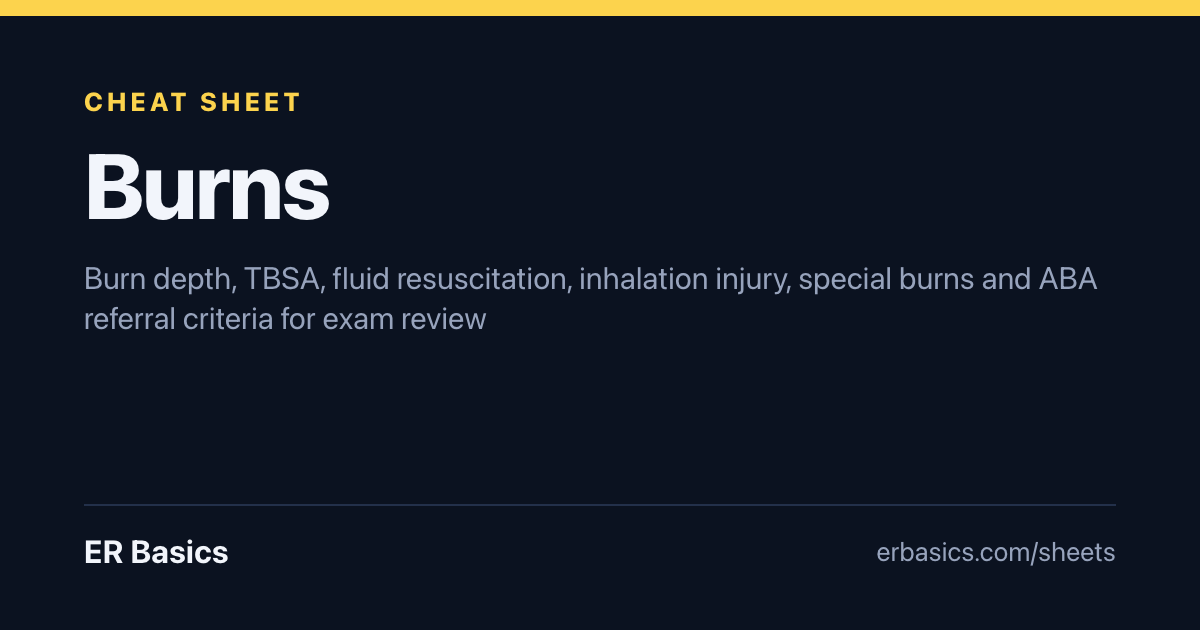 CHEAT SHEET
Burns
Burn depth, TBSA, fluid resuscitation, inhalation injury, special burns and ABA
referral criteria for exam review
ER Basics
erbasics.com/sheets